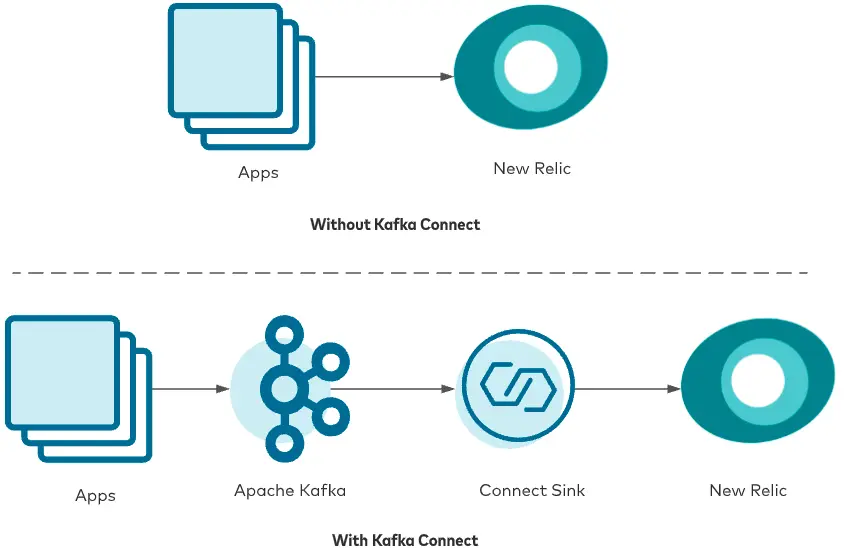 Apps
New Relic
Without Kafka Connect
Apps
Apache Kafka
Connect Sink
New Relic
With Kafka Connect